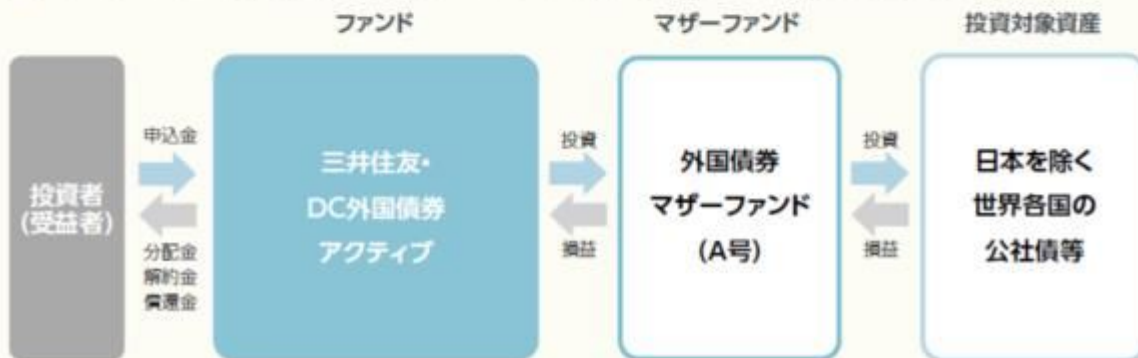 ファンド
マザーファンド
投資対象資産
投資者
(受益者)
申込金
分配金
解約金
償還金
三井住友・
DC外国債券
アクティブ
投資
損益
外国債券
マザーファンド
(A号)
投資
損益
日本を除く
世界各国の
公社債等